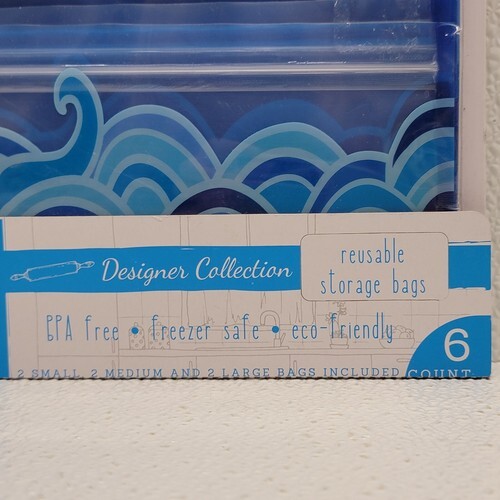 Designer Collection
reusable
storage bags
BPA free • freezer safe • eco-friendly
6
2 SMALL, 2 MEDIUM AND 2 LARGE BAGS INCLUDED
COUNT